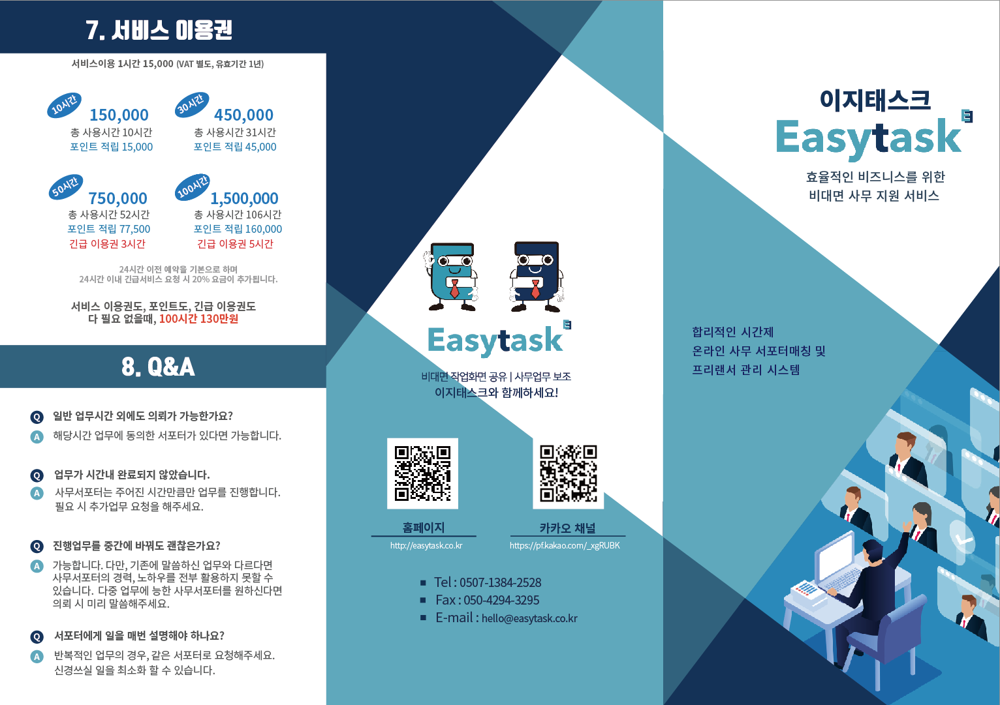 7. 서비스 이용권
서비스이용 1시간 15,000 (VAT 별도, 유효기간 1년)
10시간
150,000
총 사용시간 10시간
포인트 적립 15,000
30시간
450,000
총 사용시간 31시간
포인트 적립 45,000
50시간
750,000
총 사용시간 52시간
포인트 적립 77,500
긴급 이용권 3시간
100시간
1,500,000
총 사용시간 106시간
포인트 적립 160,000
긴급 이용권 5시간
24시간 이전 예약을 기본으로 하며
24시간 이내 긴급서비스 요청 시 20% 요금이 추가됩니다.
서비스 이용권도, 포인트도, 긴급 이용권도
다 필요 없을때, 100시간 130만원
8. Q&A
Q 일반 업무시간 외에도 의뢰가 가능한가요?
A 해당시간 업무에 동의한 서포터가 있다면 가능합니다.
Q 업무가 시간내 완료되지 않았습니다.
A 사무서포터는 주어진 시간만큼만 업무를 진행합니다.
필요 시 추가업무 요청을 해주세요.
Q 진행업무를 중간에 바꿔도 괜찮은가요?
A 가능합니다. 다만, 기존에 말씀하신 업무와 다르다면
사무서포터의 경력, 노하우를 전부 활용하지 못할 수
있습니다. 다중 업무에 능한 사무서포터를 원하신다면
의뢰 시 미리 말씀해주세요.
Q 서포터에게 일을 매번 설명해야 하나요?
A 반복적인 업무의 경우, 같은 서포터로 요청해주세요.
신경쓰실 일을 최소화 할 수 있습니다.
Easytask E
비대면 작업화면 공유 | 사무업무 보조
이지태스크와 함께하세요!
홈페이지
http://easytask.co.kr
카카오 채널
https://pf.kakao.com/_xgRUBK
■ Tel : 0507-1384-2528
■ Fax : 050-4294-3295
■ E-mail : hello@easytask.co.kr
이지태스크
Easytask E
효율적인 비즈니스를 위한
비대면 사무 지원 서비스
합리적인 시간제
온라인 사무 서포터매칭 및
프리랜서 관리 시스템